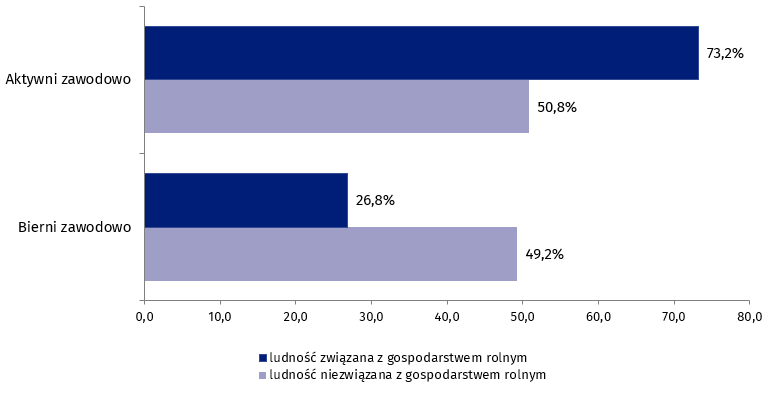 73,2%
Aktywni zawodowo
50,8%
26,8%
Bierni zawodowo
49,2%
0,0 10,0 20,0 30,0 40,0 50,0 60,0 70,0 80,0
ludność związana z gospodarstwem rolnym
ludność niezwiązana z gospodarstwem rolnym